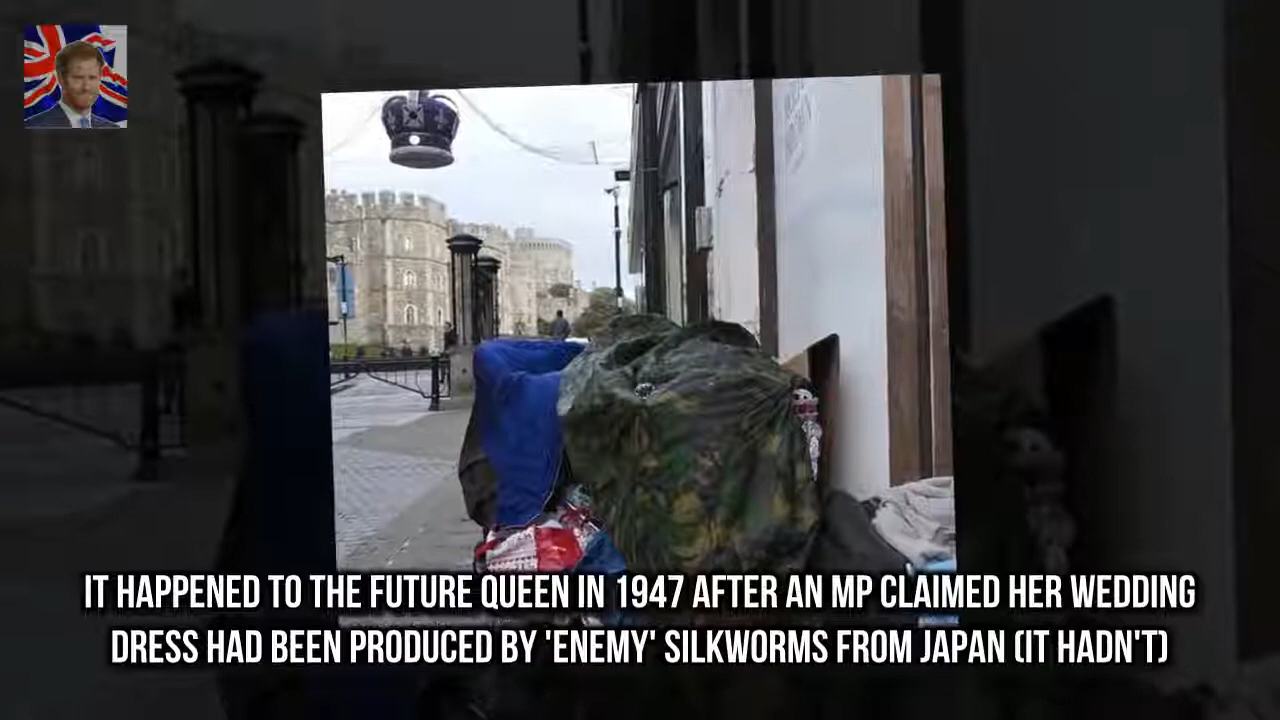 IT HAPPENED TO THE FUTURE QUEEN IN 1947 AFTER AN MP CLAIMED HER WEDDING
DRESS HAD BEEN PRODUCED BY 'ENEMY' SILKWORMS FROM JAPAN (IT HADN'T)